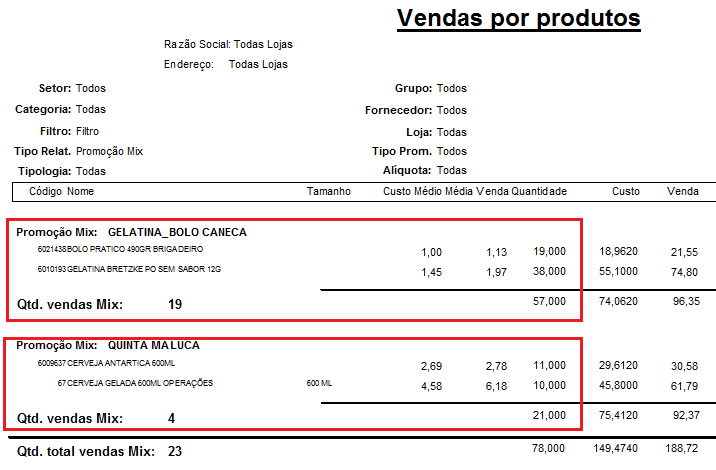 Vendas por produtos
Razão Social: Todas Lojas
Endereço: Todas Lojas
Setor: Todos Grupo: Todos
Categoria: Todas Fornecedor: Todos
Filtro: Filtro Loja: Todas
Tipo Relat. Promoção Mix Tipo Prom. Todos
Tipologia: Todas Alíquota: Todas
Código Nome Tamanho Custo Médio Média Venda Quantidade Custo Venda
Promoção Mix: GELATINA_BOLO CANECA
6021438 BOLO PRATICO 490GR BRIGADEIRO 1,00 1,13 19,000 18,9620 21,55
6010193 GELATINA BRETZKE PO SEM SABOR 12G 1,45 1,97 38,000 55,1000 74,80
Qtd. vendas Mix: 19 57,000 74,0620 96,35
Promoção Mix: QUINTA MALUCA
6009637 CERVEJA ANTARTICA 600ML 2,69 2,78 11,000 29,6120 30,58
67 CERVEJA GELADA 600ML OPERAÇÕES 600 ML 4,58 6,18 10,000 45,8000 61,79
Qtd. vendas Mix: 4 21,000 75,4120 92,37
Qtd. total vendas Mix: 23 78,000 149,4740 188,72